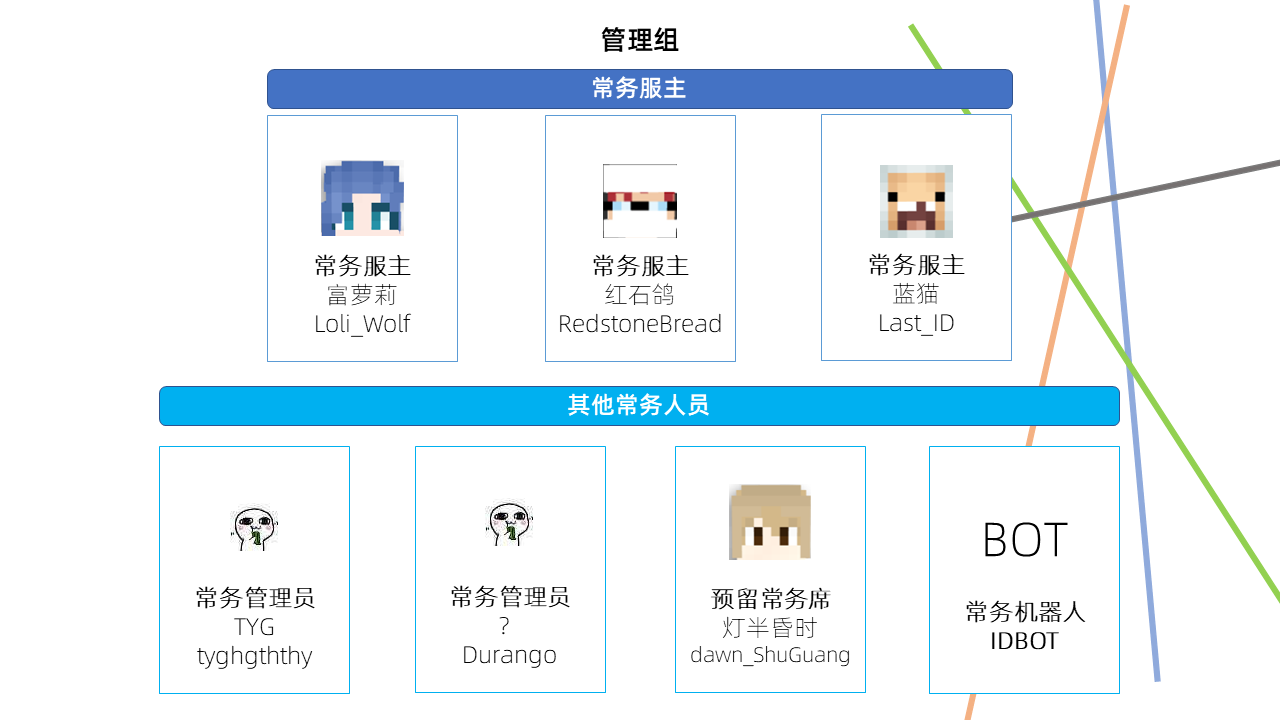 管理组
常务服主
常务服主
富萝莉
Loli_Wolf
常务服主
红石鸽
RedstoneBread
常务服主
蓝猫
Last_ID
其他常务人员
常务管理员
TYG
tyghgththy
常务管理员
?
Durango
预留常务席
灯半昏时
dawn_ShuGuang
BOT
常务机器人
IDBOT